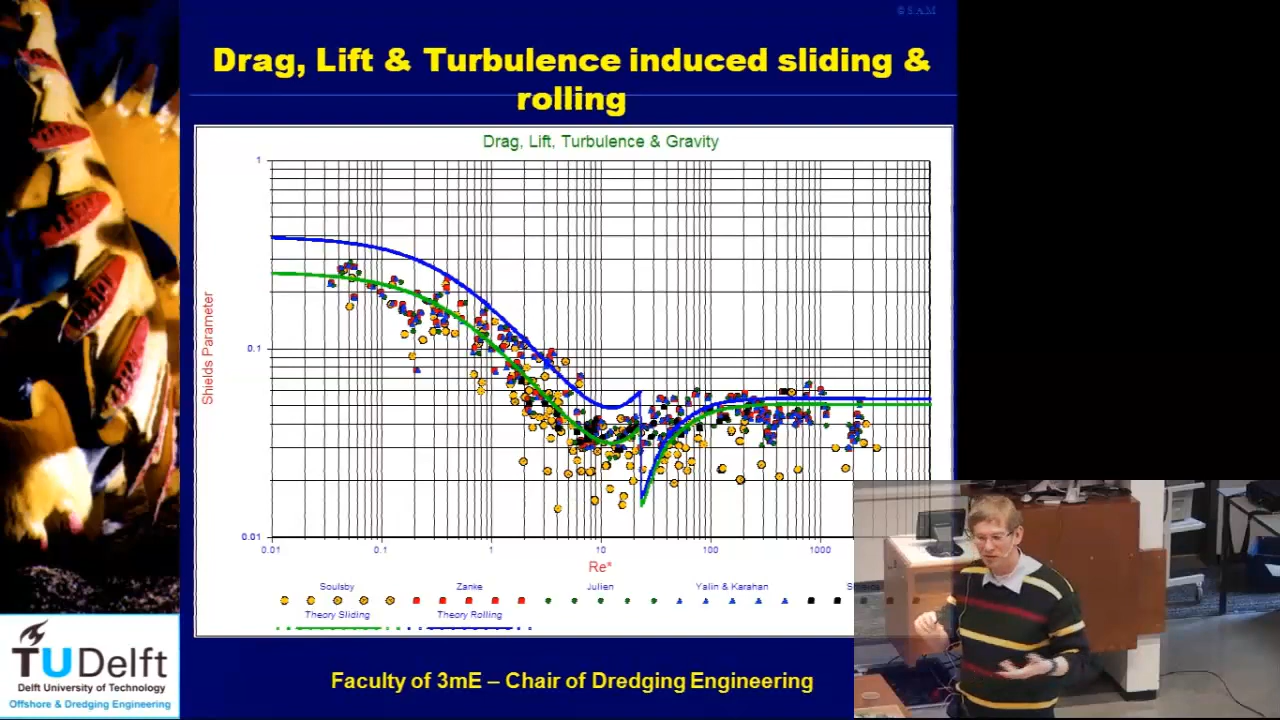 © S.A.M
Drag, Lift & Turbulence induced sliding &
rolling
Drag, Lift, Turbulence & Gravity
Shields Parameter
1
0.1
0.01
0.01 0.1 1 10 100 1000
Re*
Soulsby Zanke Julien Yalin & Karahan
Theory Sliding Theory Rolling
TU Delft
Delft University of Technology
Offshore & Dredging Engineering
Faculty of 3mE – Chair of Dredging Engineering